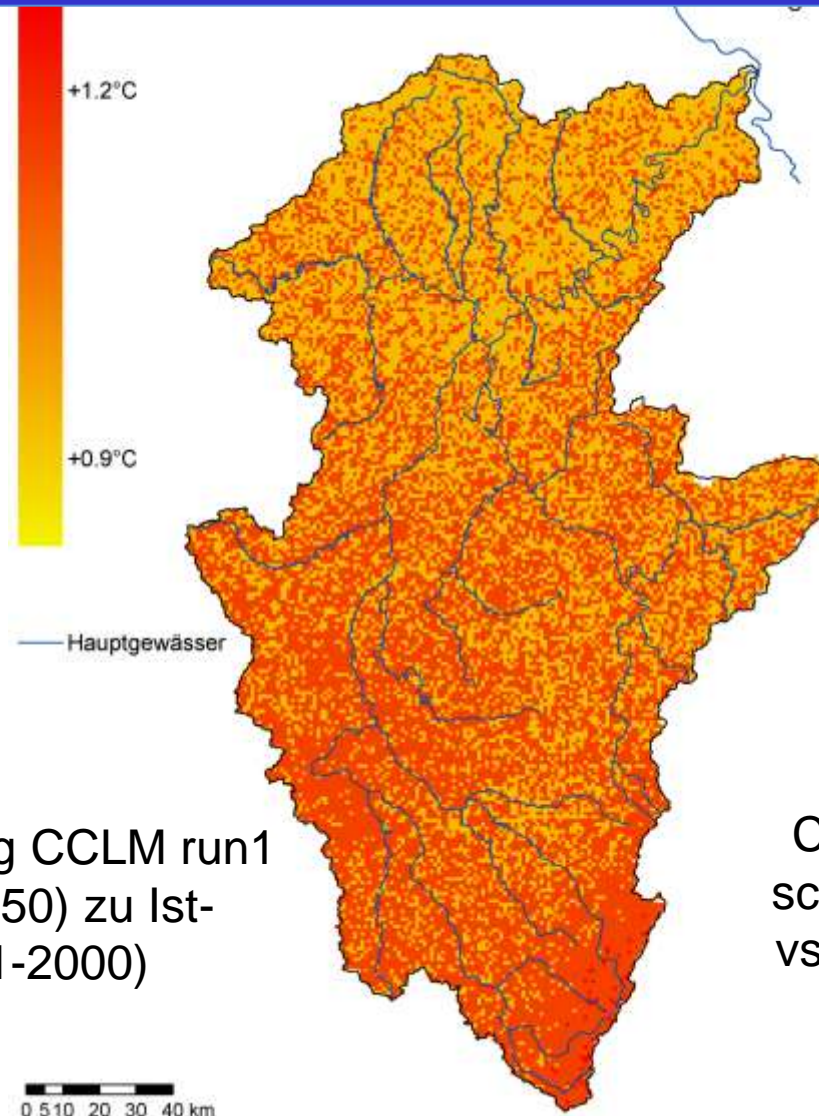 +1.2°C
+0.9°C
Hauptgewässer
g CCLM run1
50) zu Ist-
1-2000)
C
sc
vs
0 5 10 20 30 40 km